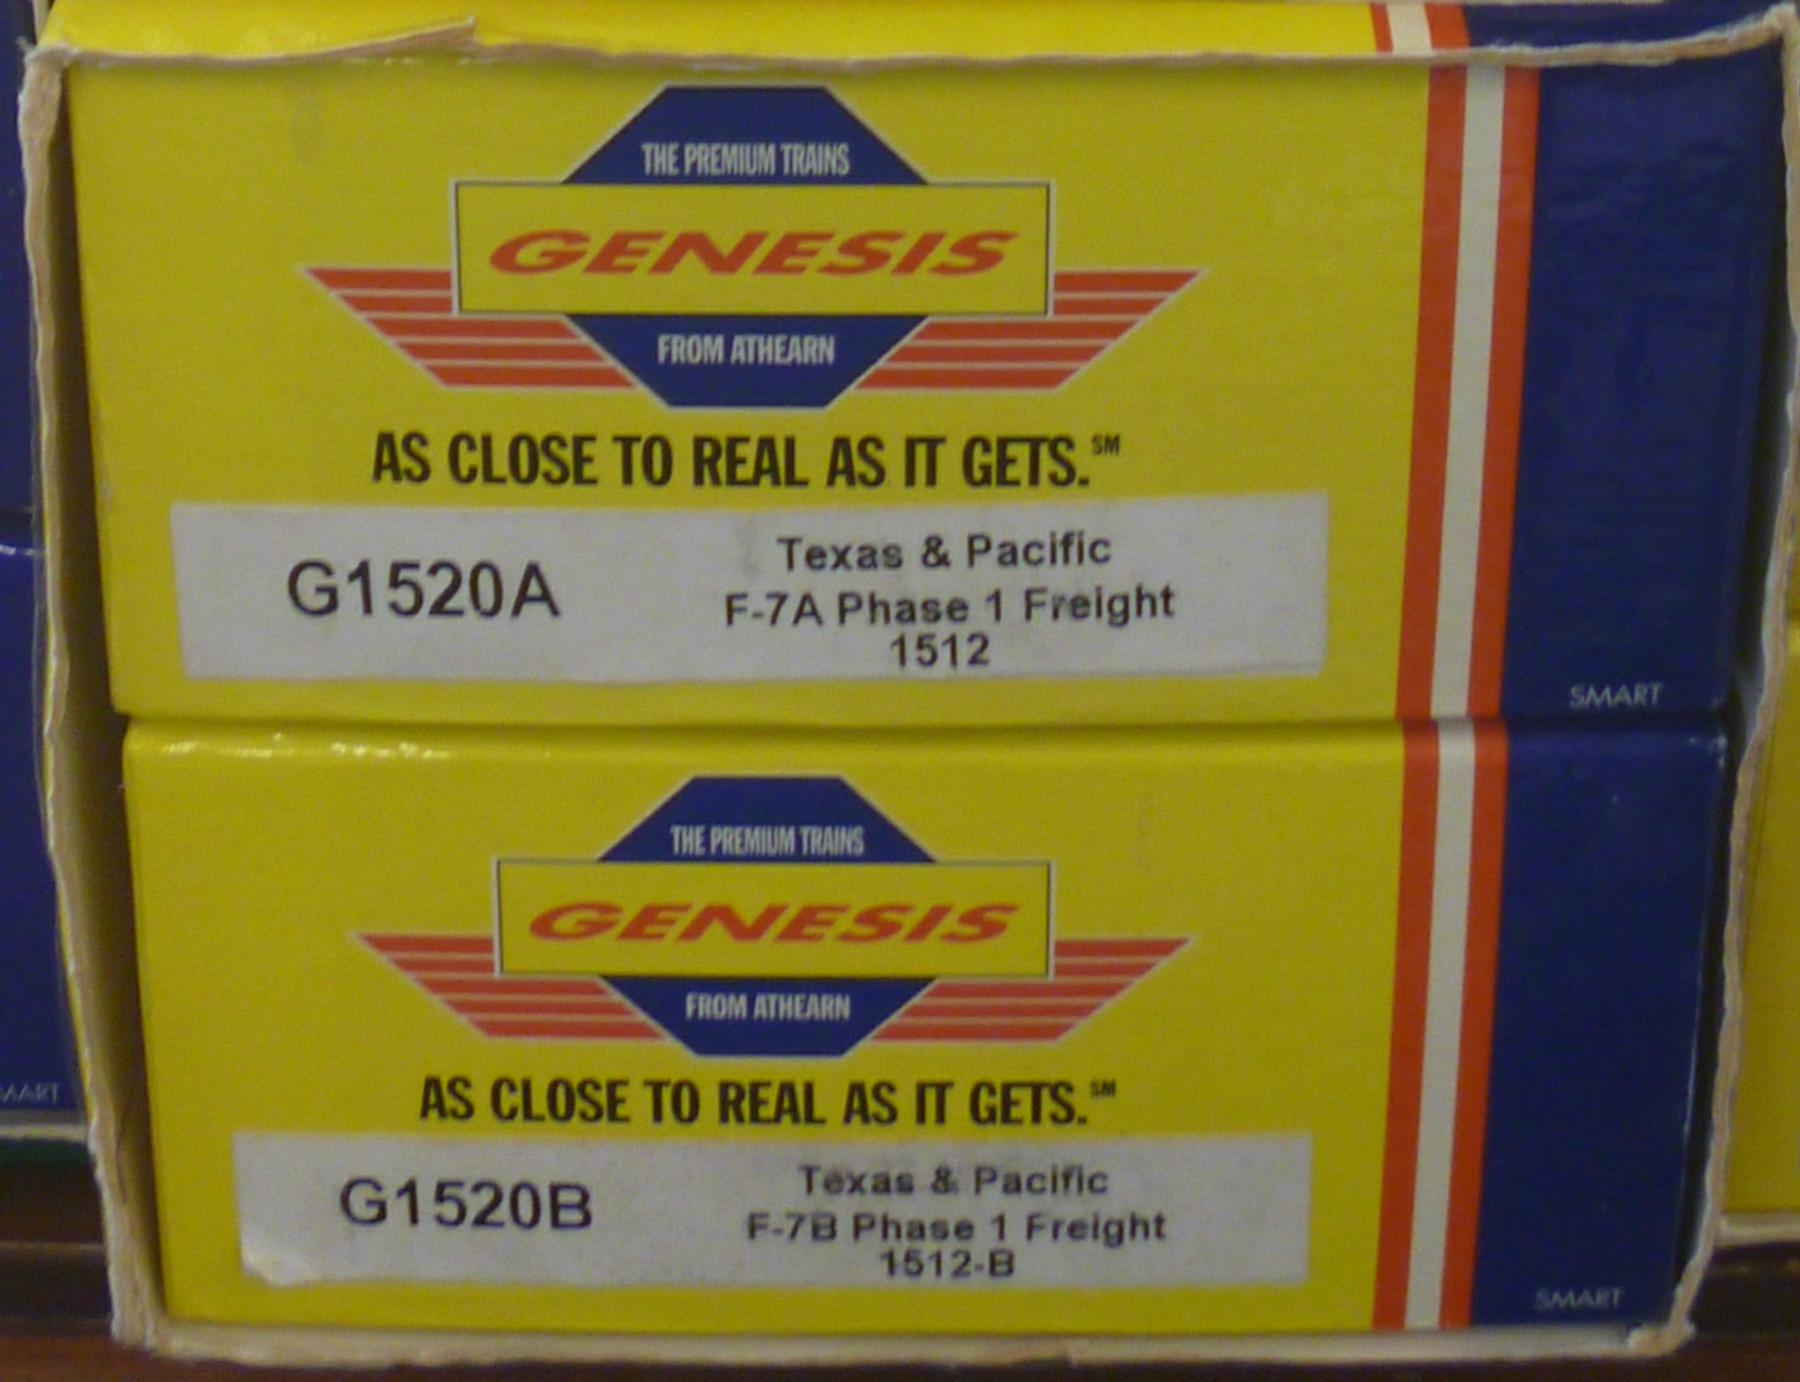 THE PREMIUM TRAINS
GENESIS
FROM ATHEARN
AS CLOSE TO REAL AS IT GETS.℠
G1520A
Texas & Pacific
F-7A Phase 1 Freight
1512
SMART
THE PREMIUM TRAINS
GENESIS
FROM ATHEARN
AS CLOSE TO REAL AS IT GETS.℠
G1520B
Texas & Pacific
F-7B Phase 1 Freight
1512-B
SMART
MART